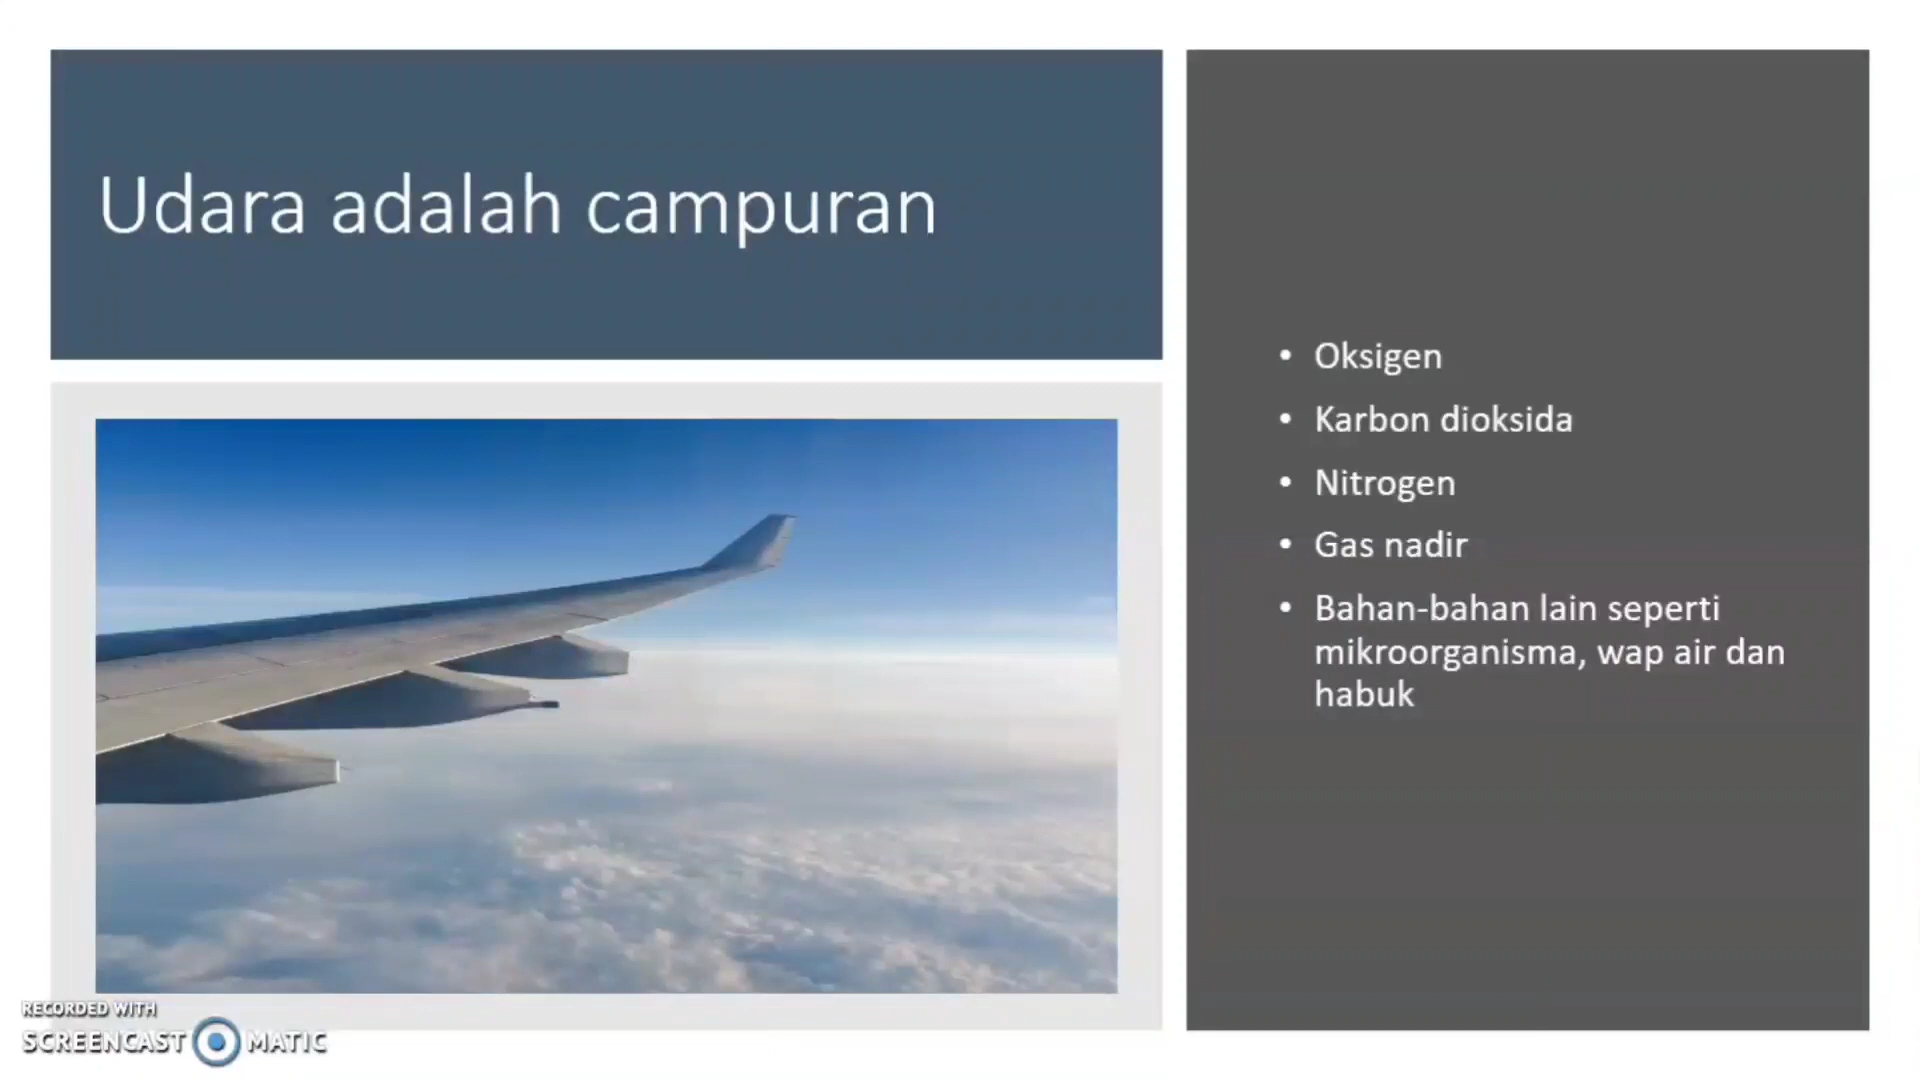 Udara adalah campuran
• Oksigen
• Karbon dioksida
• Nitrogen
• Gas nadir
• Bahan-bahan lain seperti
mikroorganisma, wap air dan
habuk
RECORDED WITH
SCREENCAST MATIC